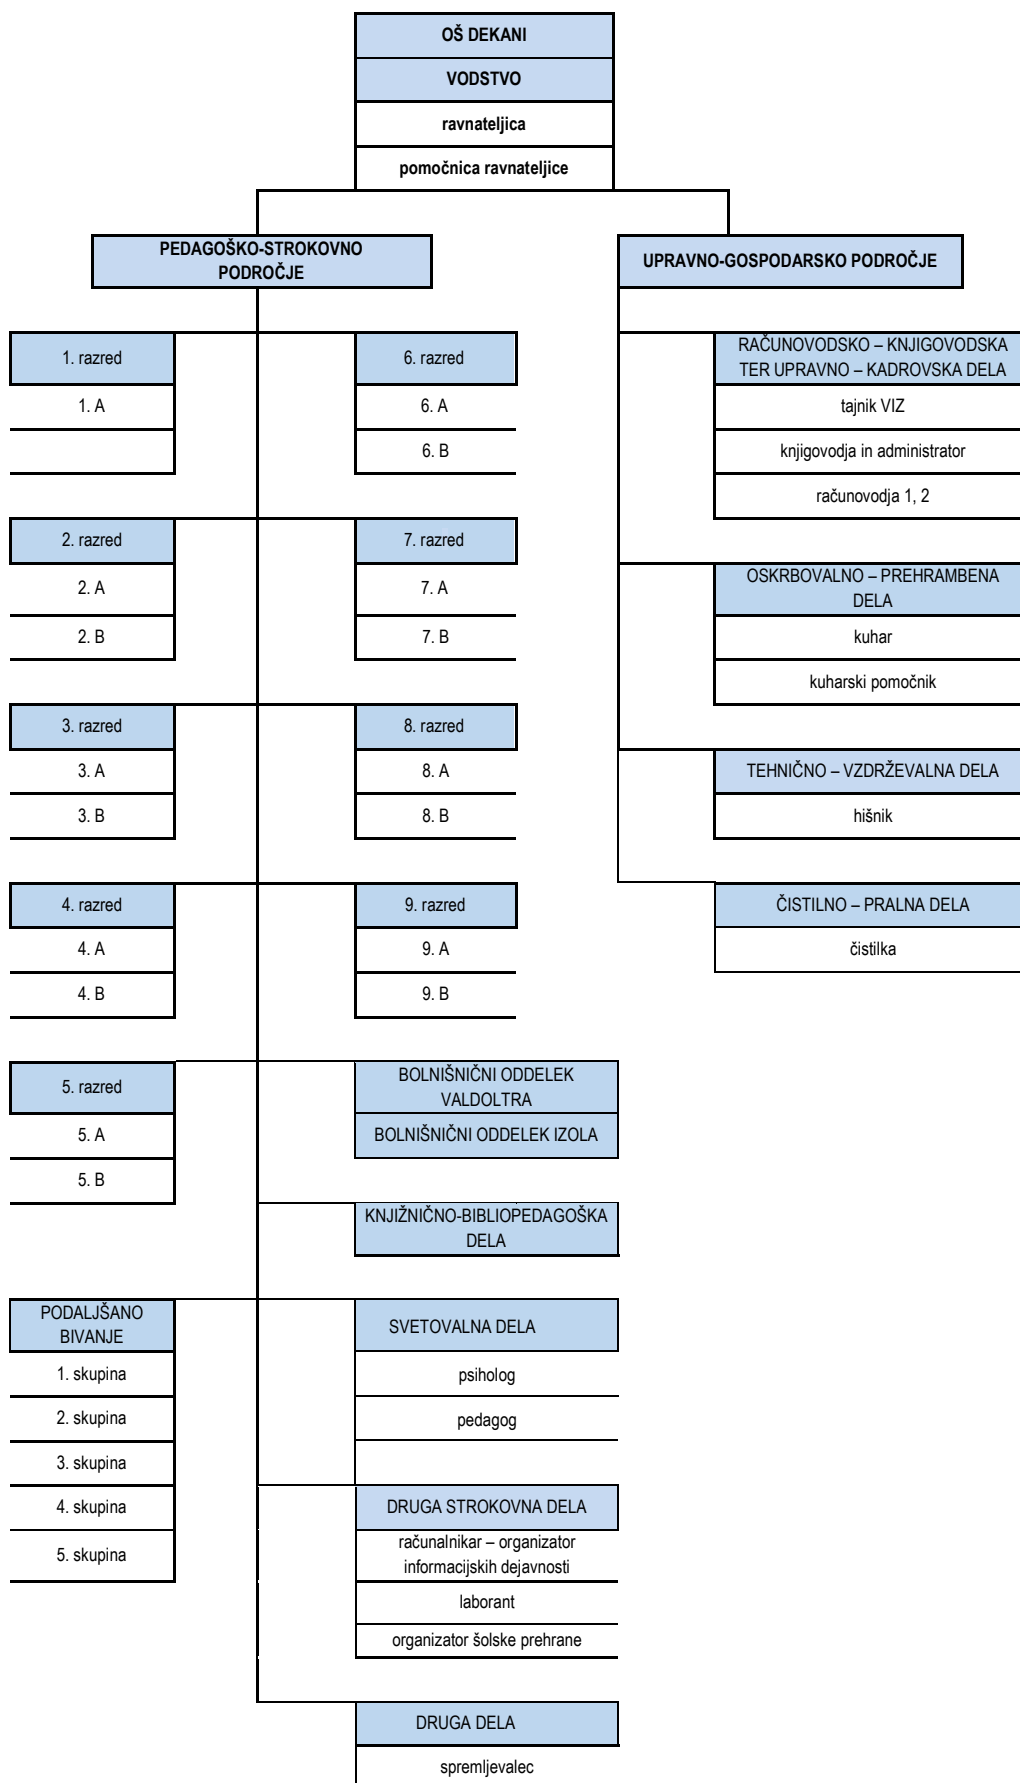 OŠ DEKANI
VODSTVO
ravnateljica
pomočnica ravnateljice
PEDAGOŠKO-STROKOVNO
PODROČJE
UPRAVNO-GOSPODARSKO PODROČJE
1. razred
1. A
6. razred
6. A
6. B
RAČUNOVODSKO – KNJIGOVODSKA
TER UPRAVNO – KADROVSKA DELA
tajnik VIZ
knjigovodja in administrator
računovodja 1, 2
2. razred
2. A
2. B
7. razred
7. A
7. B
OSKRBOVALNO – PREHRAMBENA
DELA
kuhar
kuharski pomočnik
3. razred
3. A
3. B
8. razred
8. A
8. B
TEHNIČNO – VZDRŽEVALNA DELA
hišnik
4. razred
4. A
4. B
9. razred
9. A
9. B
ČISTILNO – PRALNA DELA
čistilka
5. razred
5. A
5. B
BOLNIŠNIČNI ODDELEK
VALDOLTRA
BOLNIŠNIČNI ODDELEK IZOLA
KNJIŽNIČNO-BIBLIOPEDAGOŠKA
DELA
PODALJŠANO
BIVANJE
1. skupina
2. skupina
3. skupina
4. skupina
5. skupina
SVETOVALNA DELA
psiholog
pedagog
DRUGA STROKOVNA DELA
računalnikar – organizator
informacijskih dejavnosti
laborant
organizator šolske prehrane
DRUGA DELA
spremljevalec